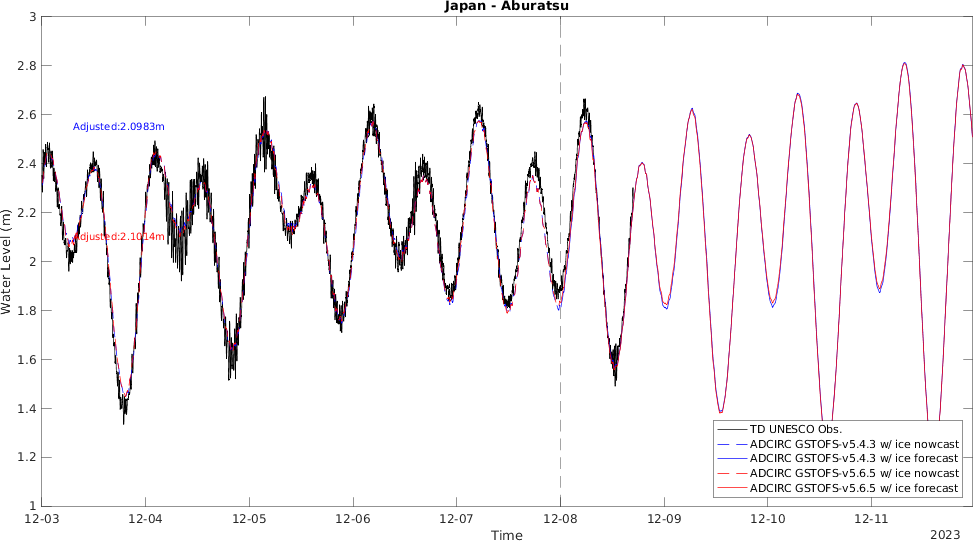 Japan - Aburatsu
3
2.8
2.6
2.4
2.2
2
1.8
1.6
1.4
1.2
1
Water Level (m)
Adjusted:2.0983m
Adjusted:2.1014m
TD UNESCO Obs.
ADCIRC GSTOFS-v5.4.3 w/ ice nowcast
ADCIRC GSTOFS-v5.4.3 w/ ice forecast
ADCIRC GSTOFS-v5.6.5 w/ ice nowcast
ADCIRC GSTOFS-v5.6.5 w/ ice forecast
12-03 12-04 12-05 12-06 12-07 12-08 12-09 12-10 12-11
Time
2023